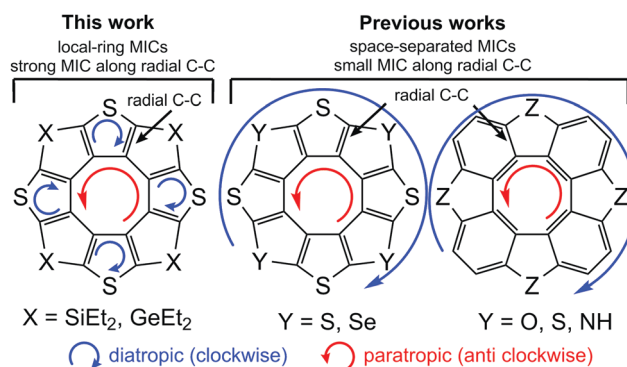 This work
local-ring MICs
strong MIC along radial C-C
Previous works
space-separated MICs
small MIC along radial C-C
radial C-C
radial C-C
S
X
X
S
S
X
X
S
S
Y
Y
S
S
Y
Y
S
Z
Z
Z
Z
X = SiEt2, GeEt2
Y = S, Se
Y = O, S, NH
diatropic (clockwise)
paratropic (anti clockwise)